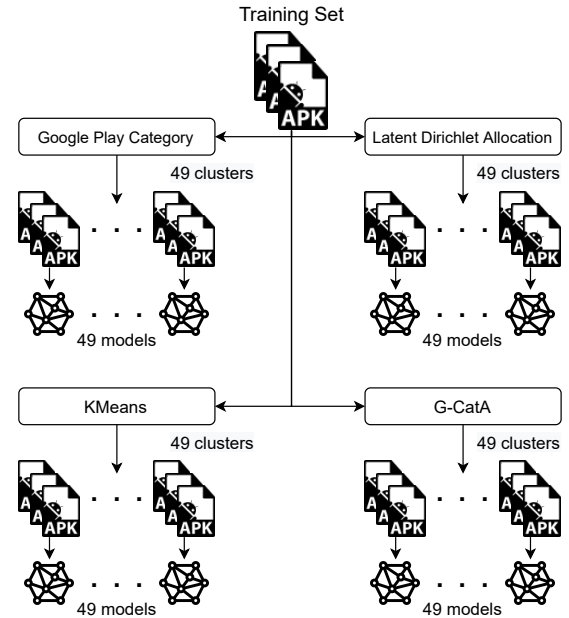 Training Set
APK
Google Play Category
Latent Dirichlet Allocation
49 clusters
49 clusters
A
A
APK
A
A
APK
A
A
APK
A
A
APK
49 models
49 models
KMeans
G-CatA
49 clusters
49 clusters
A
A
APK
A
A
APK
A
A
APK
A
A
APK
49 models
49 models